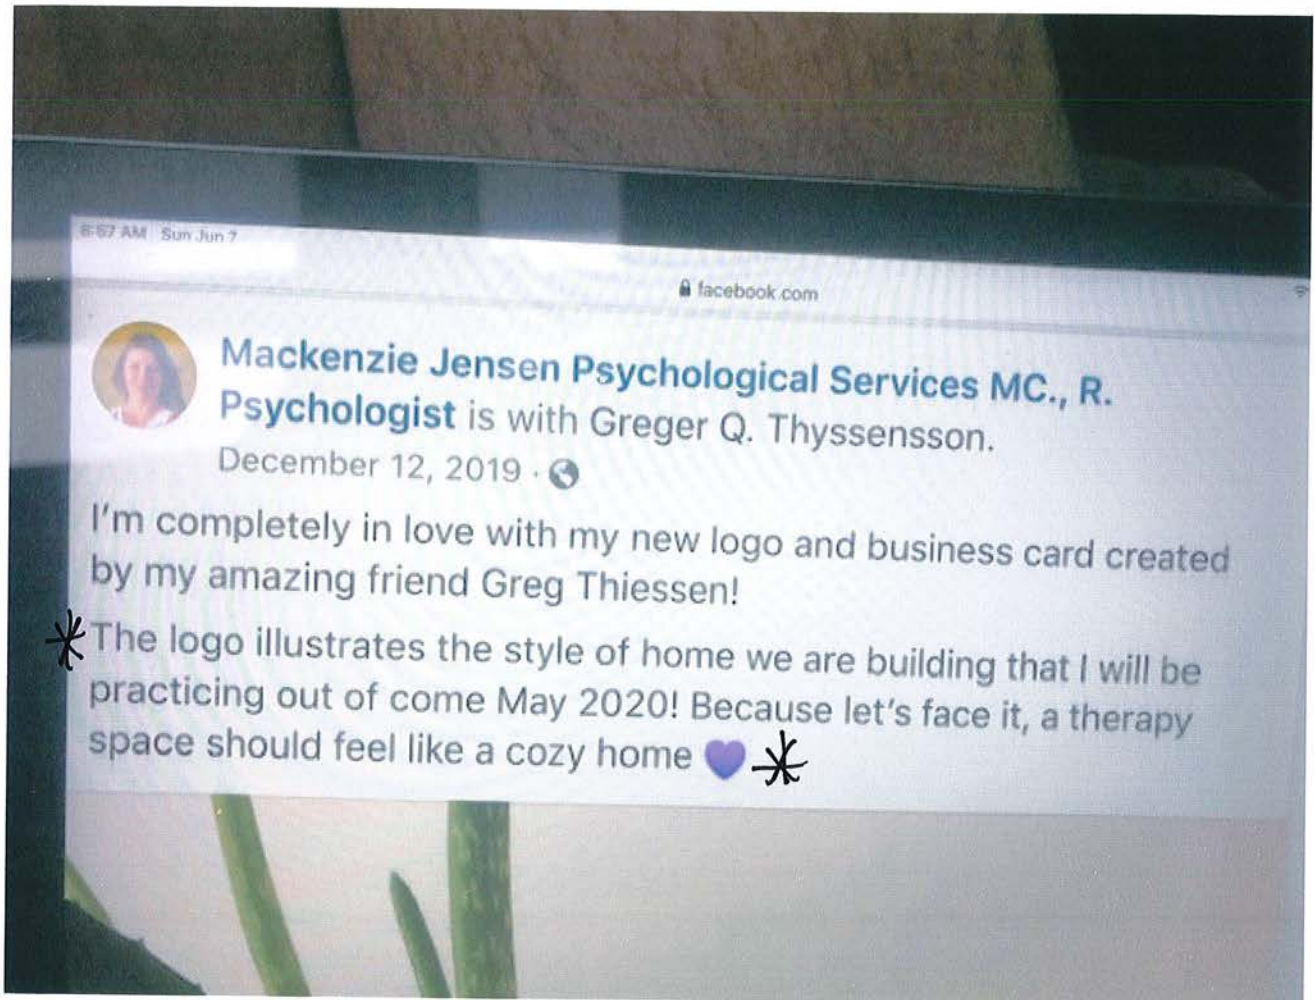 6:57 AM Sun Jun 7
facebook.com
Mackenzie Jensen Psychological Services MC., R.
Psychologist is with Greger Q. Thyssensson.
December 12, 2019 ·
I'm completely in love with my new logo and business card created
by my amazing friend Greg Thiessen!
*The logo illustrates the style of home we are building that I will be
practicing out of come May 2020! Because let's face it, a therapy
space should feel like a cozy home 💜 *